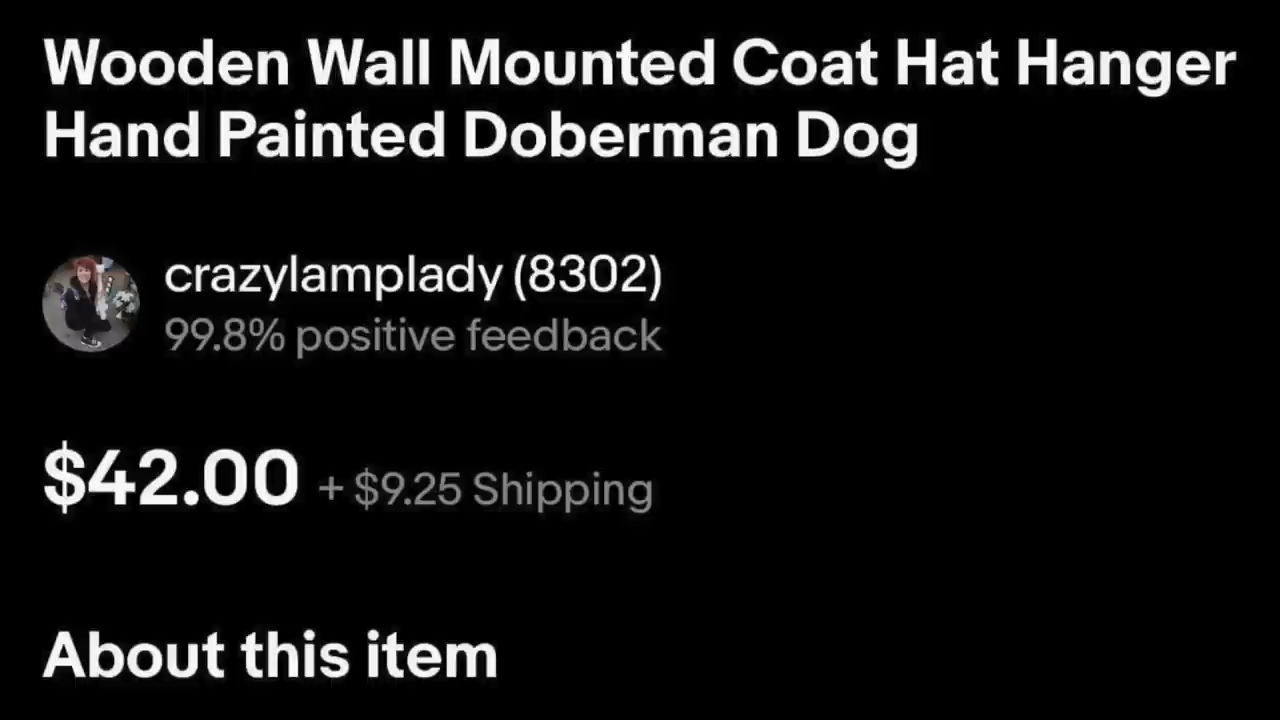 Wooden Wall Mounted Coat Hat Hanger
Hand Painted Doberman Dog
crazylamplady (8302)
99.8% positive feedback
$42.00 + $9.25 Shipping
About this item